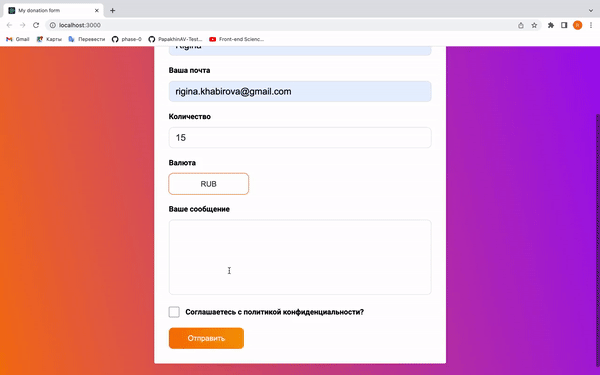 My donation form
localhost:3000
Gmail
Карты
Перевести
phase-0
PapakhinAV-Test...
Front-end Scienc...
Rigina
Ваша почта
rigina.khabirova@gmail.com
Количество
15
Валюта
RUB
Ваше сообщение
Соглашаетесь с политикой конфиденциальности?
Отправить